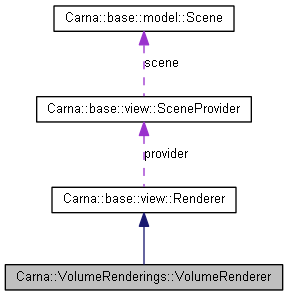 Carna::base::model::Scene
scene
Carna::base::view::SceneProvider
provider
Carna::base::view::Renderer
Carna::VolumeRenderings::VolumeRenderer